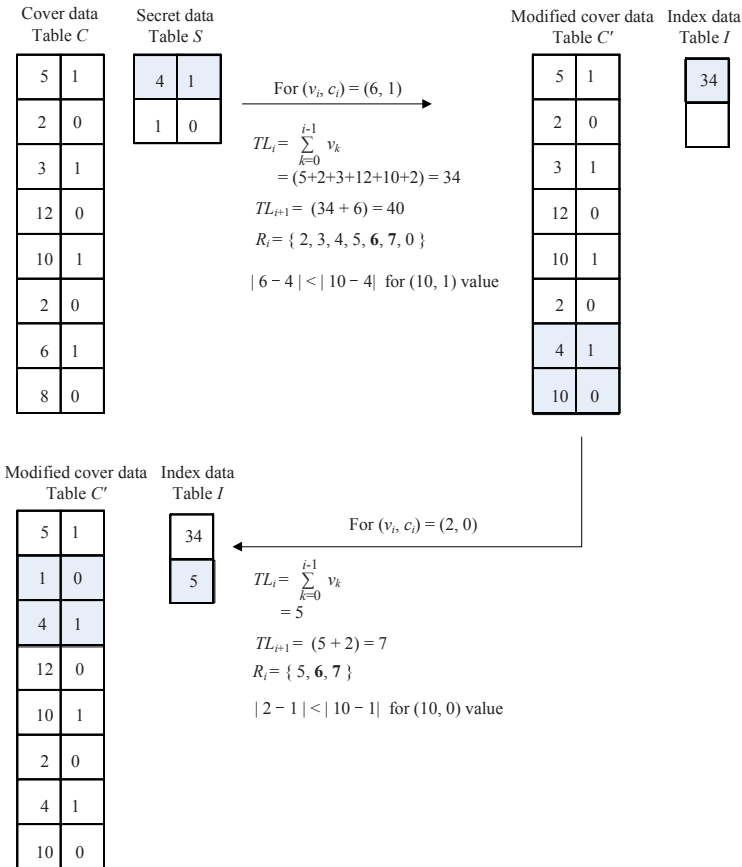 Cover data
Table C
Secret data
Table S
Modified cover data
Table C′
Index data
Table I
5 1
2 0
3 1
12 0
10 1
2 0
6 1
8 0
4 1
1 0
For (vᵢ, cᵢ) = (6, 1)
TLᵢ = ∑ᵢ₋₁ₖ₌₀ vₖ
= (5+2+3+12+10+2) = 34
TLᵢ₊₁ = (34 + 6) = 40
Rᵢ = { 2, 3, 4, 5, 6, 7, 0 }
| 6 − 4 | < | 10 − 4| for (10, 1) value
5 1
2 0
3 1
12 0
10 1
2 0
4 1
10 0
34
Modified cover data
Table C′
Index data
Table I
5 1
1 0
4 1
12 0
10 1
2 0
4 1
10 0
34
5
For (vᵢ, cᵢ) = (2, 0)
TLᵢ = ∑ᵢ₋₁ₖ₌₀ vₖ
= 5
TLᵢ₊₁ = (5 + 2) = 7
Rᵢ = { 5, 6, 7 }
| 2 − 1 | < | 10 − 1| for (10, 0) value